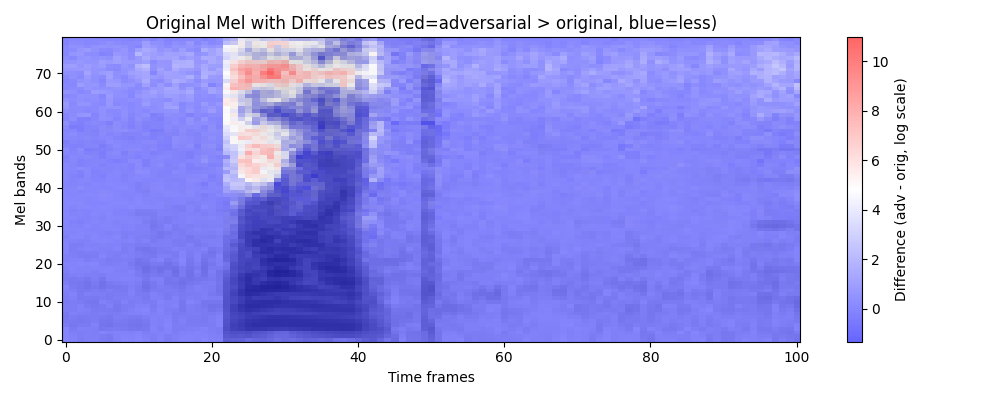 Original Mel with Differences (red=adversarial > original, blue=less)
Mel bands
70
60
50
40
30
20
10
0
0 20 40 60 80 100
Time frames
10
8
6
4
2
0
Difference (adv - orig, log scale)